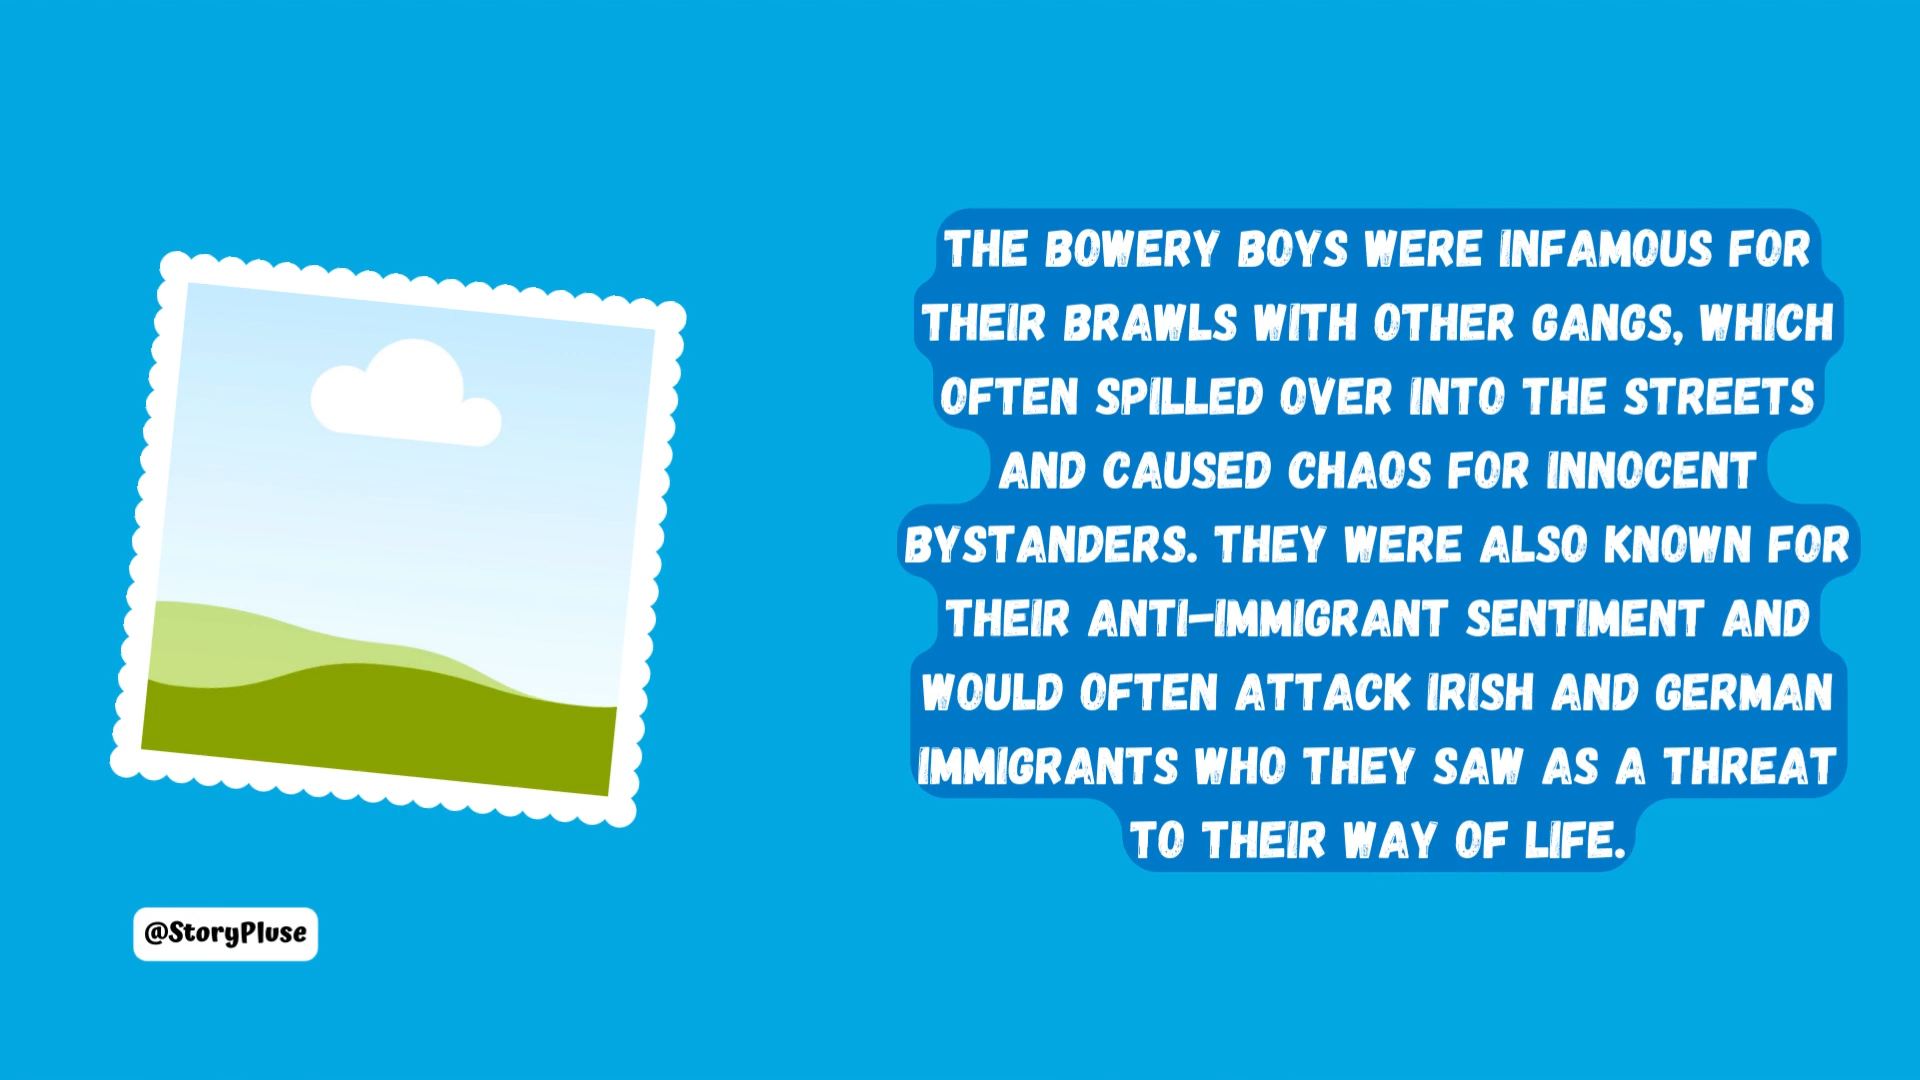 THE BOWERY BOYS WERE INFAMOUS FOR
THEIR BRAWLS WITH OTHER GANGS, WHICH
OFTEN SPILLED OVER INTO THE STREETS
AND CAUSED CHAOS FOR INNOCENT
BYSTANDERS. THEY WERE ALSO KNOWN FOR
THEIR ANTI-IMMIGRANT SENTIMENT AND
WOULD OFTEN ATTACK IRISH AND GERMAN
IMMIGRANTS WHO THEY SAW AS A THREAT
TO THEIR WAY OF LIFE.
@StoryPluse